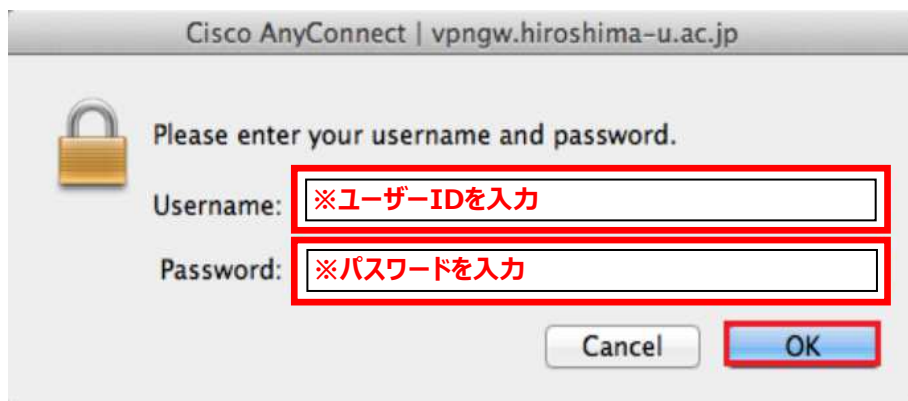 Cisco AnyConnect | vpngw.hiroshima-u.ac.jp
Please enter your username and password.
Username: ※ユーザーIDを入力
Password: ※パスワードを入力
Cancel OK